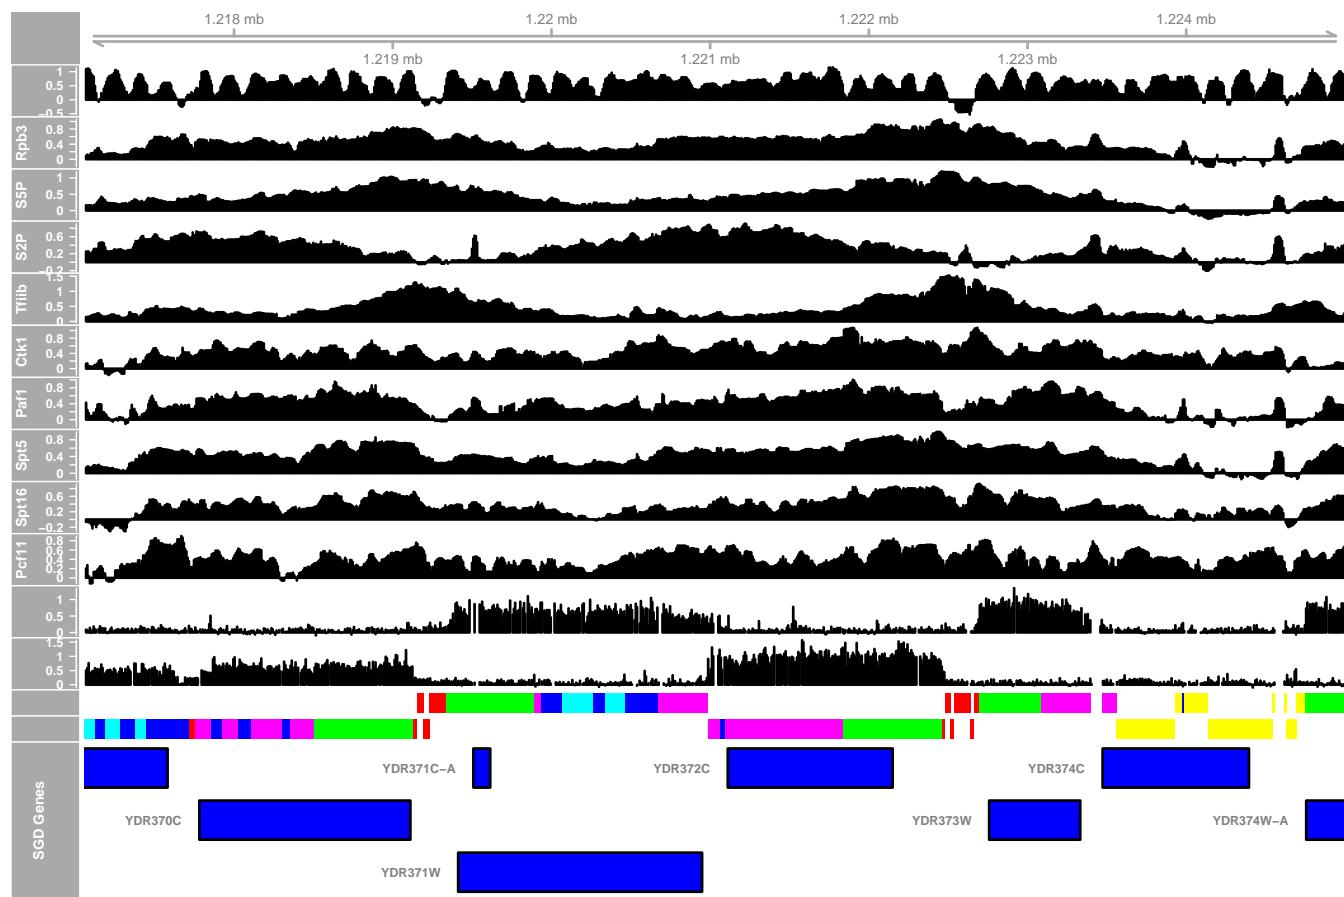 1.218 mb 1.22 mb 1.222 mb 1.224 mb
1.219 mb 1.221 mb 1.223 mb
1
0.5
0
−0.5
Rpb3
0.8
0.4
0
S5P
1
0.5
0
S2P
0.6
0.2
−0.2
Tfiib
1.5
1
0.5
0
Ctk1
0.8
0.4
0
Paf1
0.8
0.4
0
Spt5
0.8
0.4
0
Spt16
0.6
0.2
−0.2
Pcf11
0.8
0.6
0.4
0.2
0
1
0.5
0
1.5
1
0.5
0
SGD Genes
YDR371C−A YDR372C YDR374C
YDR370C YDR373W YDR374W−A
YDR371W